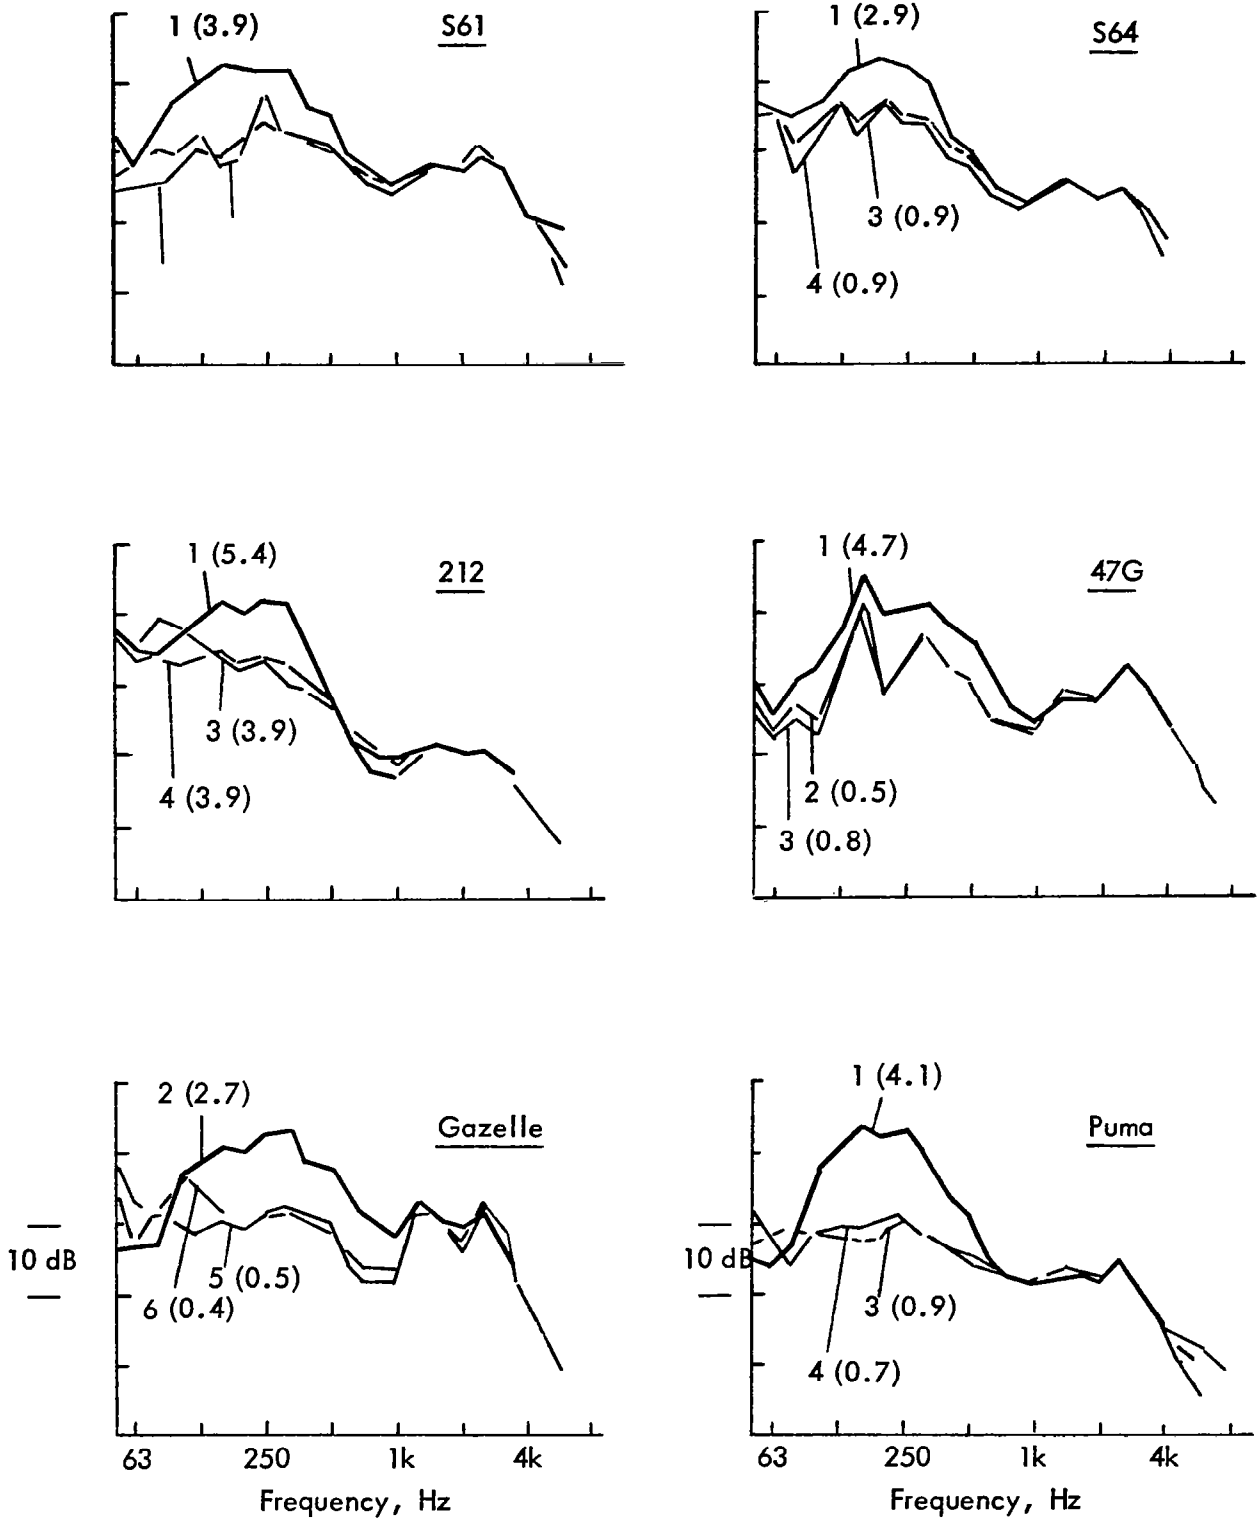 1 (3.9)
S61
1 (2.9)
S64
3 (0.9)
4 (0.9)
1 (5.4)
212
3 (3.9)
4 (3.9)
1 (4.7)
47G
2 (0.5)
3 (0.8)
2 (2.7)
Gazelle
10 dB
5 (0.5)
6 (0.4)
63 250 1k 4k
Frequency, Hz
1 (4.1)
Puma
10 dB
3 (0.9)
4 (0.7)
63 250 1k 4k
Frequency, Hz